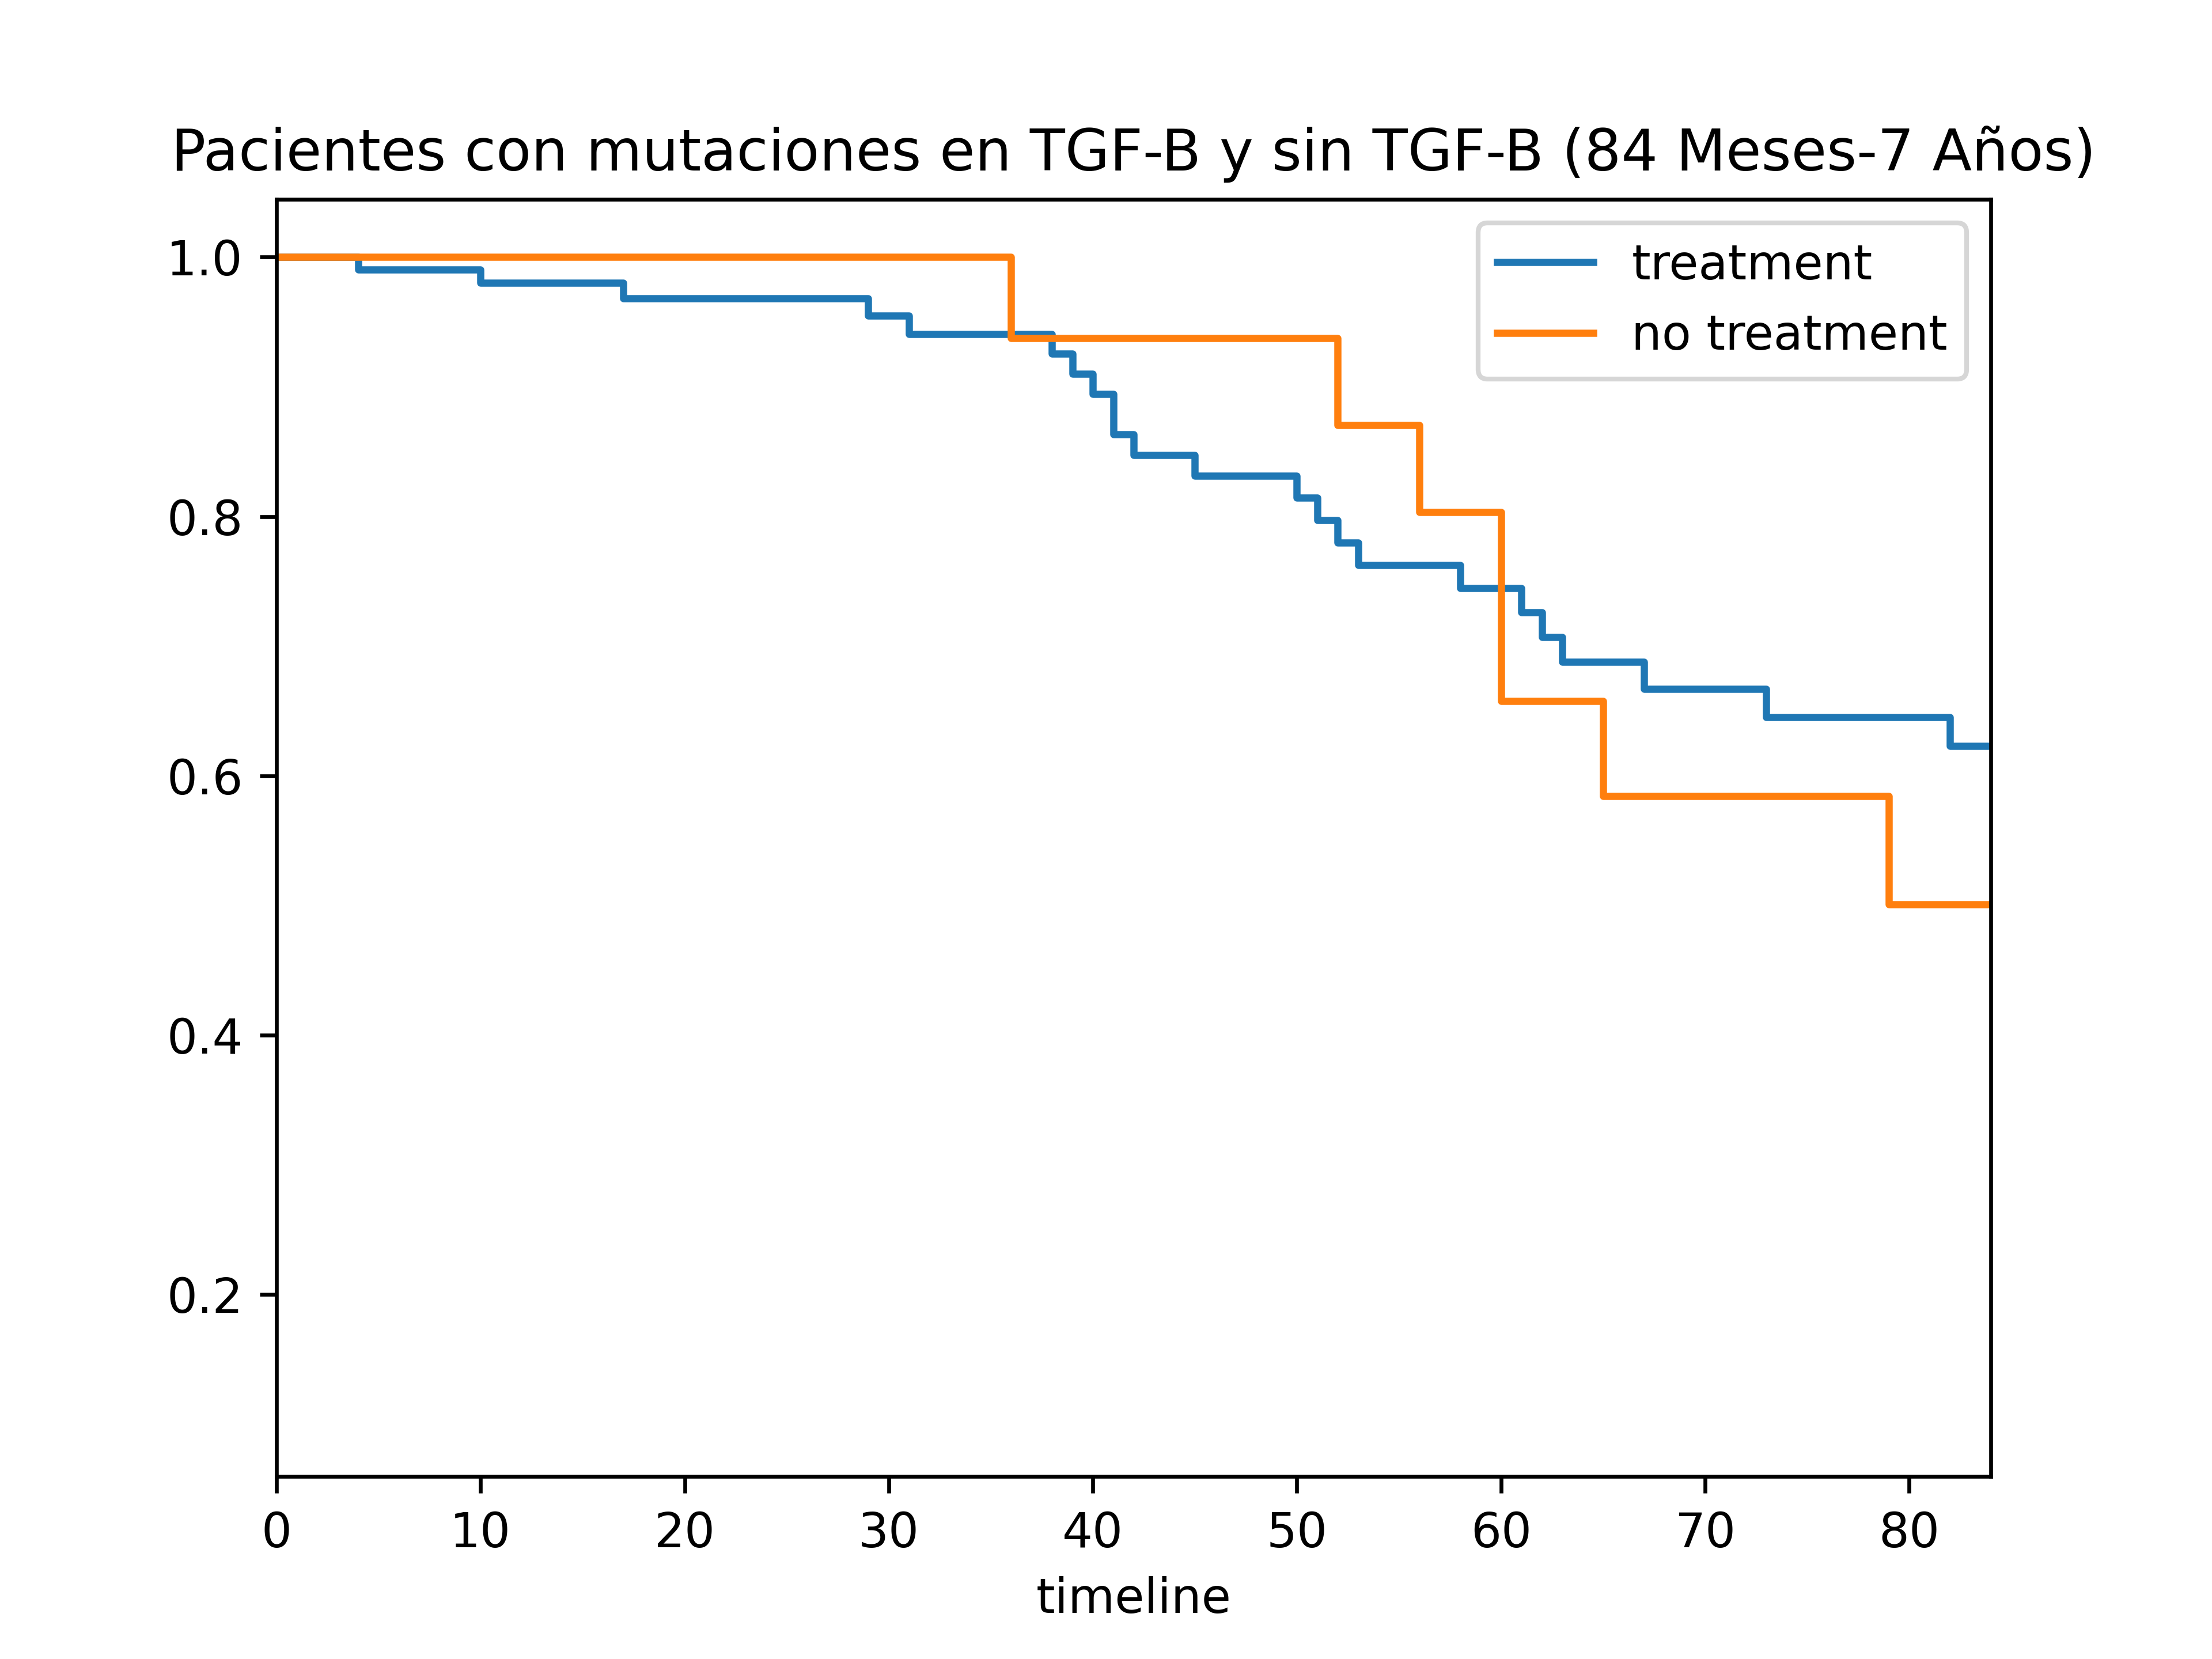 Pacientes con mutaciones en TGF-B y sin TGF-B (84 Meses-7 Años)
treatment
no treatment
1.0
0.8
0.6
0.4
0.2
0 10 20 30 40 50 60 70 80
timeline